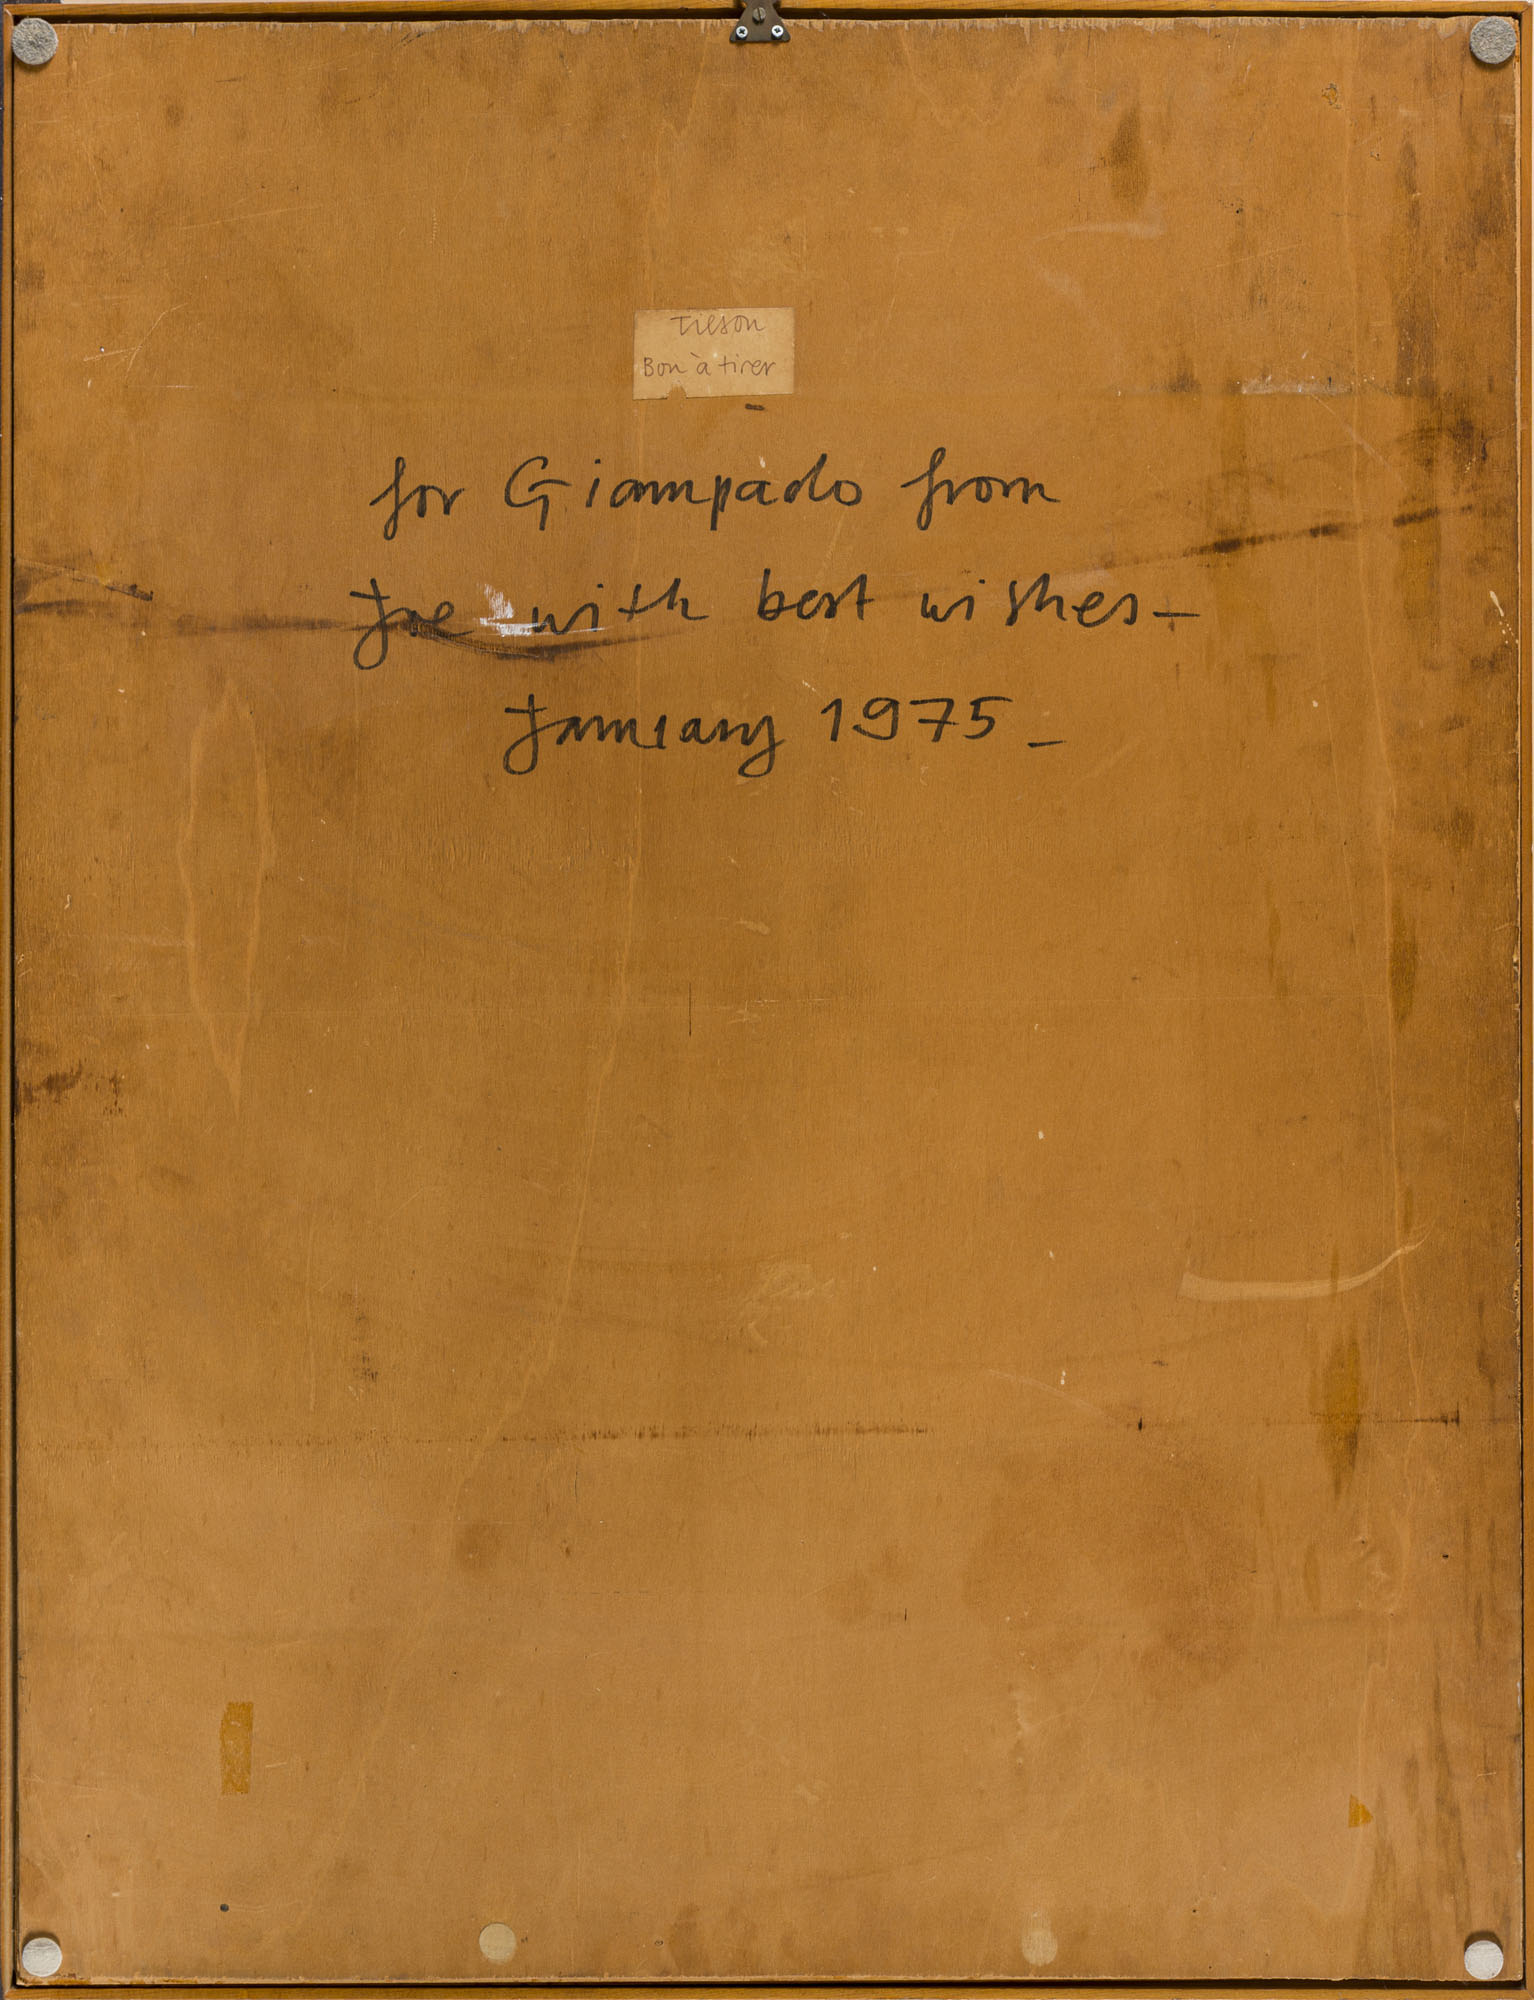 Tilson
Bon à tirer
for Giampaolo from
Joe with best wishes —
January 1975 _